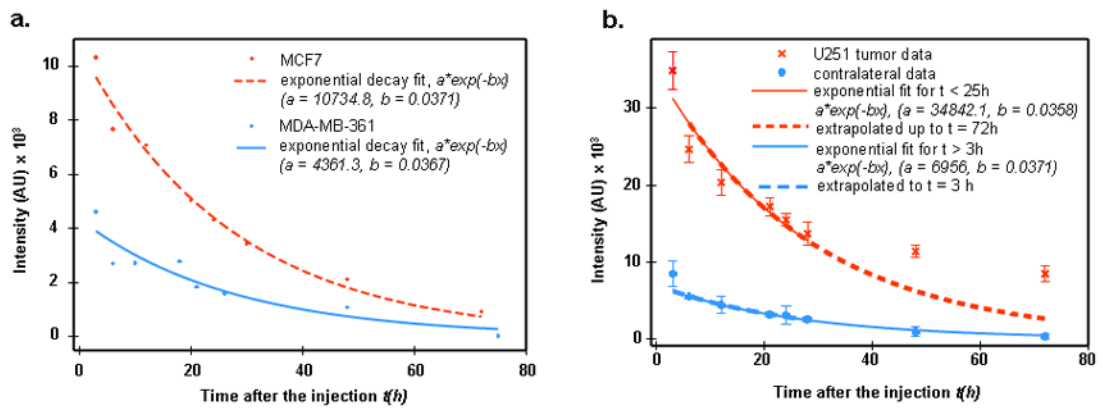 a.
10
8
6
4
2
0
Intensity (AU) × 10³
MCF7
exponential decay fit, a*exp(-bx)
(a = 10734.8, b = 0.0371)
MDA-MB-361
exponential decay fit, a*exp(-bx)
(a = 4361.3, b = 0.0367)
0 20 40 60 80
Time after the injection t(h)
b.
30
20
10
0
Intensity (AU) × 10³
U251 tumor data
contralateral data
exponential fit for t < 25h
a*exp(-bx), (a = 34842.1, b = 0.0358)
extrapolated up to t = 72h
exponential fit for t > 3h
a*exp(-bx), (a = 6956, b = 0.0371)
extrapolated to t = 3 h
0 20 40 60 80
Time after the injection t(h)